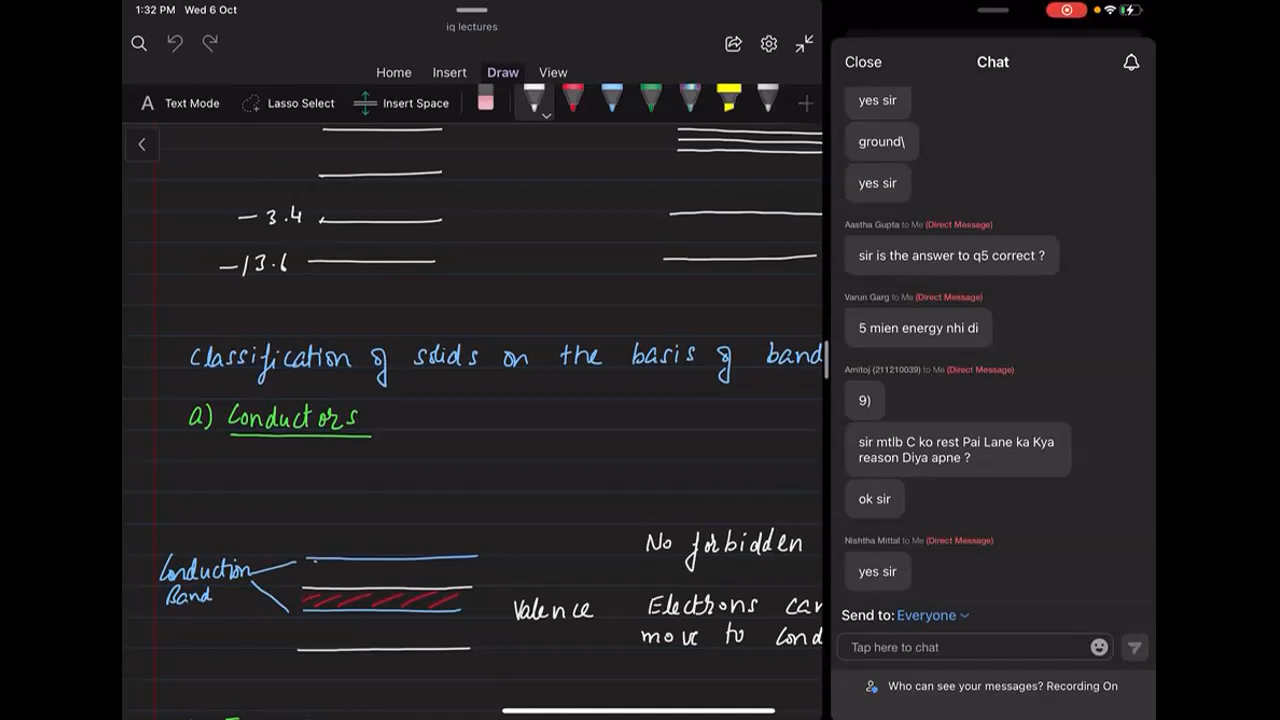 1:32 PM Wed 6 Oct
iq lectures
Home Insert Draw View
A Text Mode Lasso Select Insert Space
- 3.4
-13.6
Classification of solids on the basis of band
a) Conductors
Conduction
Band
Valence
No forbidden
Electrons can
move to cond
Close Chat
yes sir
ground\
yes sir
Aastha Gupta to Me (Direct Message)
sir is the answer to q5 correct ?
Varun Garg to Me (Direct Message)
5 mien energy nhi di
Amitoj (211210039) to Me (Direct Message)
9)
sir mtlb C ko rest Pai Lane ka Kya
reason Diya apne ?
ok sir
Nishtha Mittal to Me (Direct Message)
yes sir
Send to: Everyone
Tap here to chat
Who can see your messages? Recording On